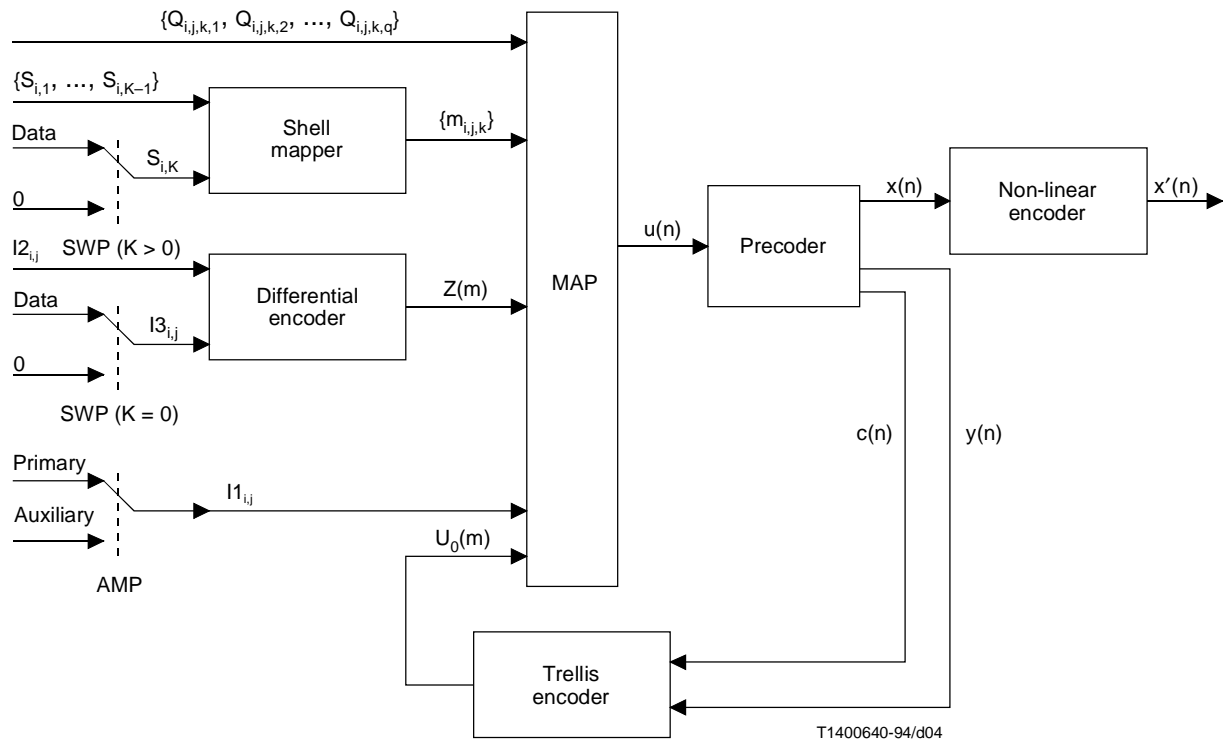 {Q_{i,j,k,1}, Q_{i,j,k,2}, ..., Q_{i,j,k,q}}
{S_{i,1}, ..., S_{i,K–1}}
Data
S_{i,K}
0
SWP (K > 0)
Shell
mapper
{m_{i,j,k}}
I2_{i,j}
Data
I3_{i,j}
0
SWP (K = 0)
Differential
encoder
Z(m)
Primary
Auxiliary
AMP
I1_{i,j}
U_0(m)
MAP
u(n)
Precoder
x(n)
Non-linear
encoder
x′(n)
c(n)
y(n)
Trellis
encoder
T1400640-94/d04